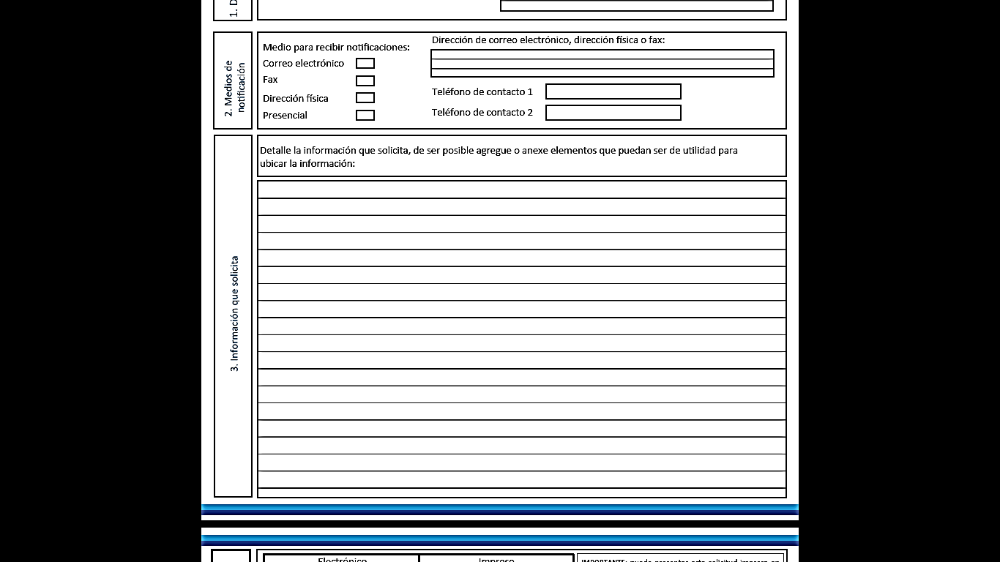 1. D
2. Medios de
notificación
Medio para recibir notificaciones:
Correo electrónico
Fax
Dirección física
Presencial
Dirección de correo electrónico, dirección física o fax:
Teléfono de contacto 1
Teléfono de contacto 2
3. Información que solicita
Detalle la información que solicita, de ser posible agregue o anexe elementos que puedan ser de utilidad para
ubicar la información:
Electrónico
Impreso
IMPORTANTE: puede presentar esta solicitud impresa en